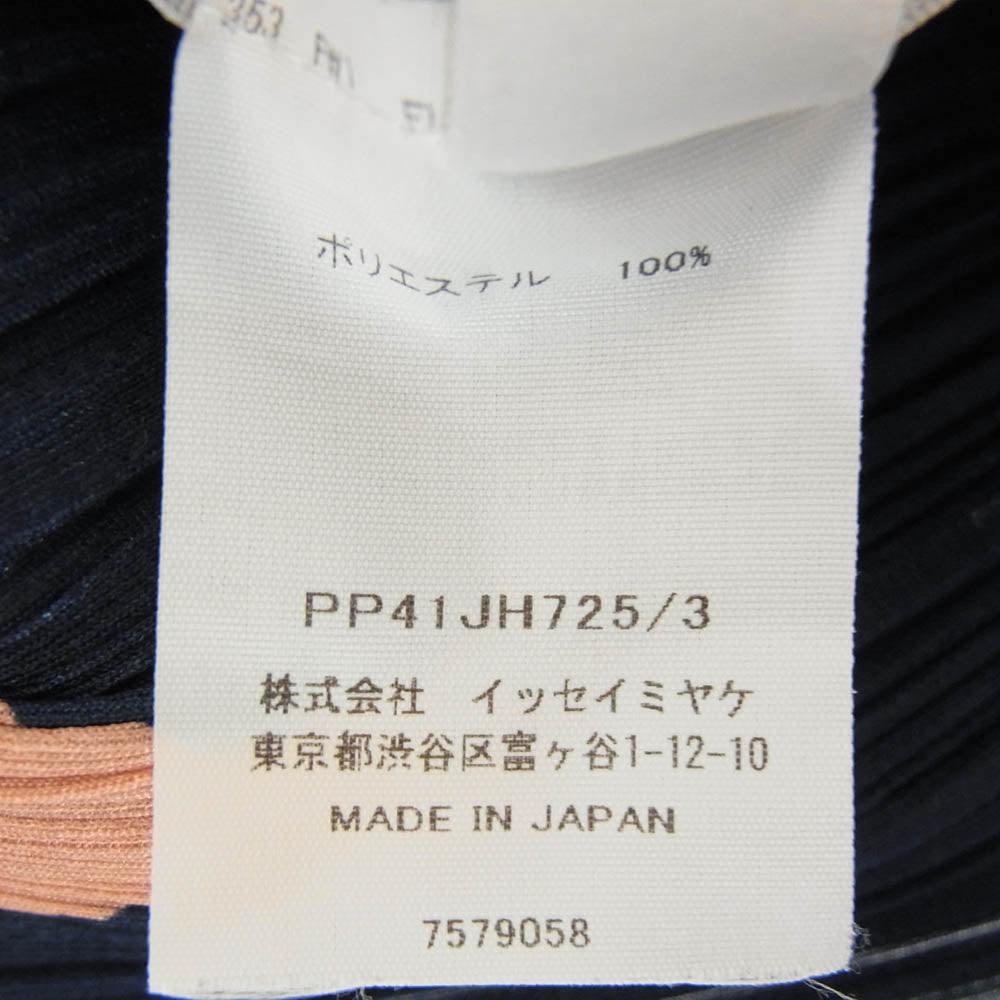 353
ポリエステル 100%
PP41JH725/3
株式会社 イッセイミヤケ
東京都渋谷区富ヶ谷1-12-10
MADE IN JAPAN
7579058